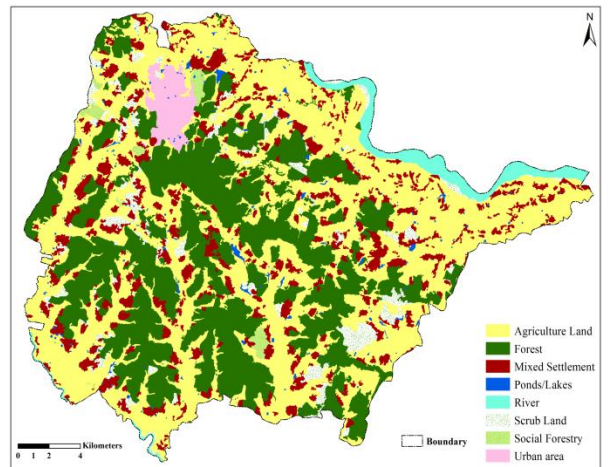 N
Agriculture Land
Forest
Mixed Settlement
Ponds/Lakes
River
Scrub Land
Social Forestry
Urban area
Boundary
Kilometers
0 1 2 4